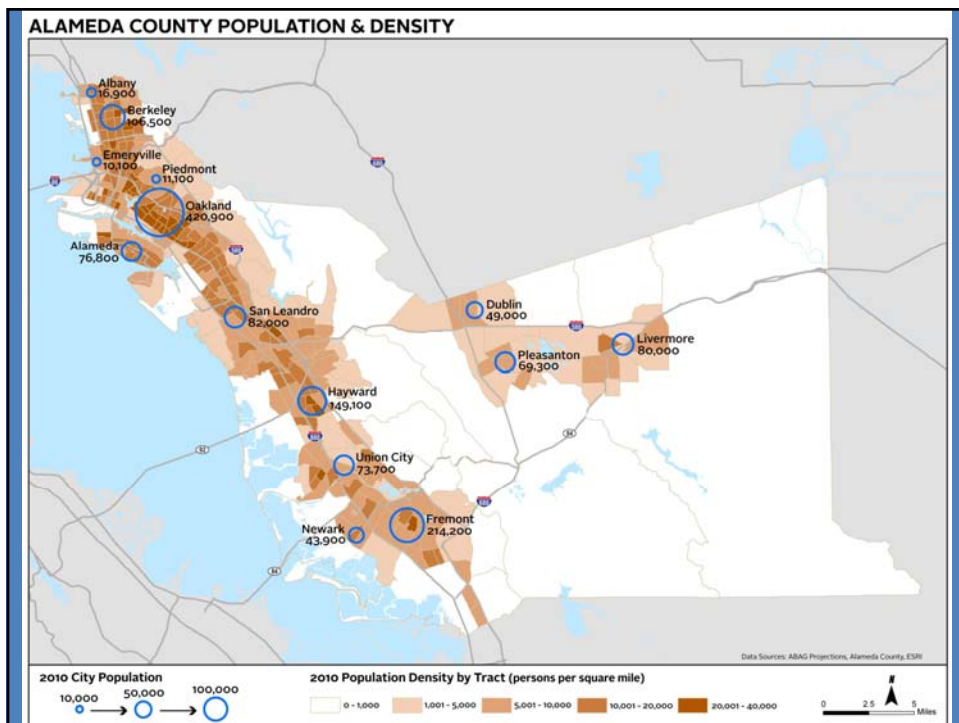 ALAMEDA COUNTY POPULATION & DENSITY
Albany
16,900
Berkeley
106,500
Emeryville
10,100
Piedmont
11,100
Oakland
420,900
Alameda
76,800
San Leandro
82,000
Dublin
49,000
Pleasanton
69,300
Livermore
80,000
Hayward
149,100
Union City
73,700
Newark
43,900
Fremont
214,200
92
84
84
Data Sources: ABAG Projections, Alameda County, ESRI
2010 City Population
10,000
50,000
100,000
2010 Population Density by Tract (persons per square mile)
0 - 1,000
1,001 - 5,000
5,001 - 10,000
10,001 - 20,000
20,001 - 40,000
N
0 2.5 5
Miles